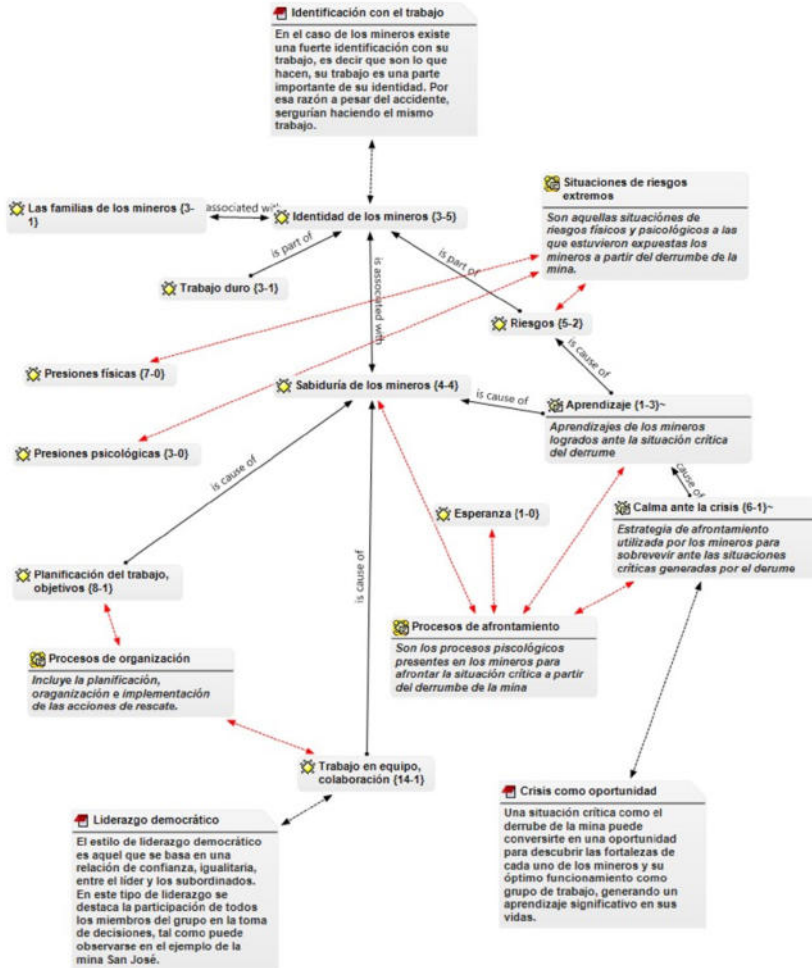 Identificación con el trabajo
En el caso de los mineros existe
una fuerte identificación con su
trabajo, es decir que son lo que
hacen, su trabajo es una parte
importante de su identidad. Por
esa razón a pesar del accidente,
sergurían haciendo el mismo
trabajo.
Las familias de los mineros {3-
1}
associated with
Identidad de los mineros {3-5}
Situaciones de riesgos
extremos
Son aquellas situaciónes de
riesgos físicos y psicológicos a las
que estuvieron expuestas los
mineros a partir del derrumbe de la
mina.
is part of
is part of
is associated with
Trabajo duro {3-1}
Riesgos {5-2}
is cause of
Presiones físicas {7-0}
Sabiduría de los mineros {4-4}
is cause of
Aprendizaje {1-3}~
Aprendizajes de los mineros
logrados ante la situación crítica
del derrume
Presiones psicológicas {3-0}
is cause of
cause of
Esperanza {1-0}
Calma ante la crisis {6-1}~
Estrategia de afrontamiento
utilizada por los mineros para
sobrevevir ante las situaciones
críticas generadas por el derume
is cause of
Planificación del trabajo,
objetivos {8-1}
Procesos de afrontamiento
Son los procesos piscológicos
presentes en los mineros para
afrontar la situación crítica a partir
del derrumbe de la mina
Procesos de organización
Incluye la planificación,
oraganización e implementación
de las acciones de rescate.
Trabajo en equipo,
colaboración {14-1}
Crisis como oportunidad
Una situación crítica como el
derrube de la mina puede
conversirte en una oportunidad
para descubrir las fortalezas de
cada uno de los mineros y su
óptimo funcionamiento como
grupo de trabajo, generando un
aprendizaje significativo en sus
vidas.
Liderazgo democrático
El estilo de liderazgo democrático
es aquel que se basa en una
relación de confianza, igualitaria,
entre el líder y los subordinados.
En este tipo de liderazgo se
destaca la participación de todos
los miembros del grupo en la toma
de decisiones, tal como puede
observarse en el ejemplo de la
mina San José.